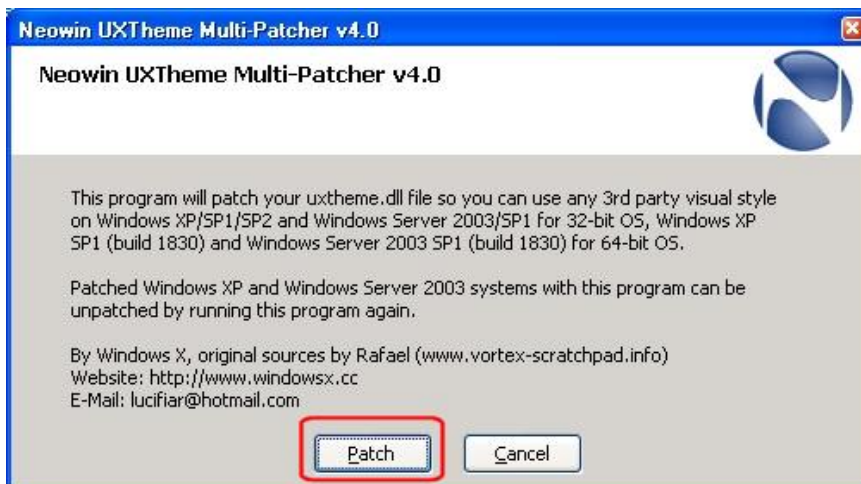 Neowin UXTheme Multi-Patcher v4.0
Neowin UXTheme Multi-Patcher v4.0
This program will patch your uxtheme.dll file so you can use any 3rd party visual style
on Windows XP/SP1/SP2 and Windows Server 2003/SP1 for 32-bit OS, Windows XP
SP1 (build 1830) and Windows Server 2003 SP1 (build 1830) for 64-bit OS.
Patched Windows XP and Windows Server 2003 systems with this program can be
unpatched by running this program again.
By Windows X, original sources by Rafael (www.vortex-scratchpad.info)
Website: http://www.windowsx.cc
E-Mail: lucifiar@hotmail.com
Patch
Cancel